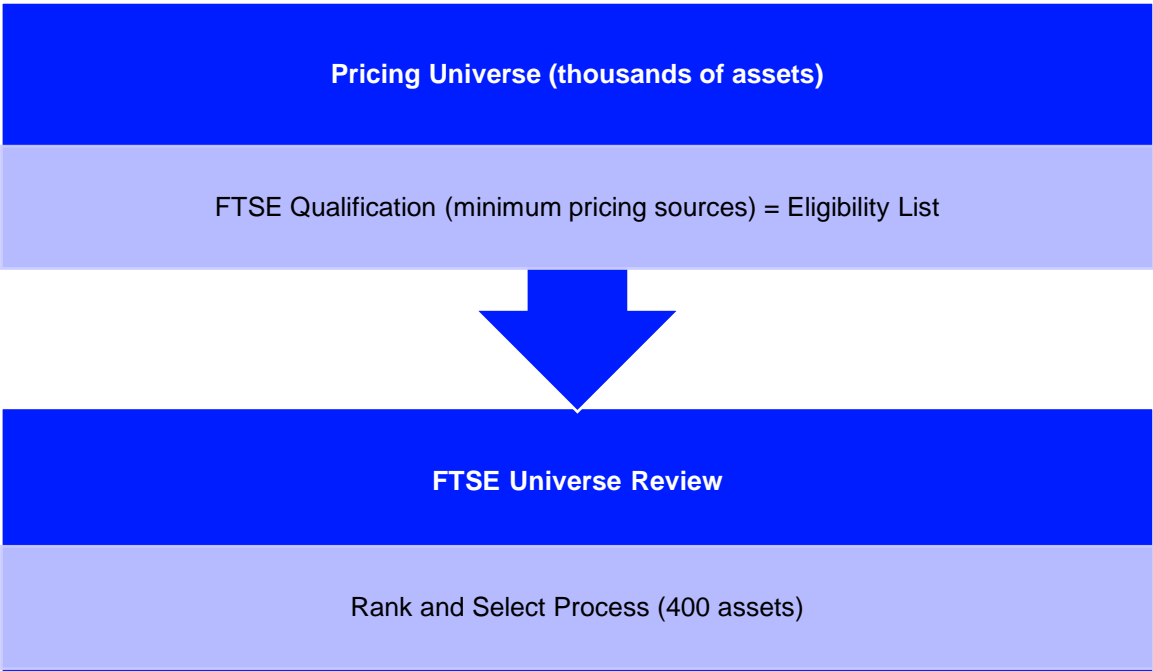 Pricing Universe (thousands of assets)
FTSE Qualification (minimum pricing sources) = Eligibility List
FTSE Universe Review
Rank and Select Process (400 assets)